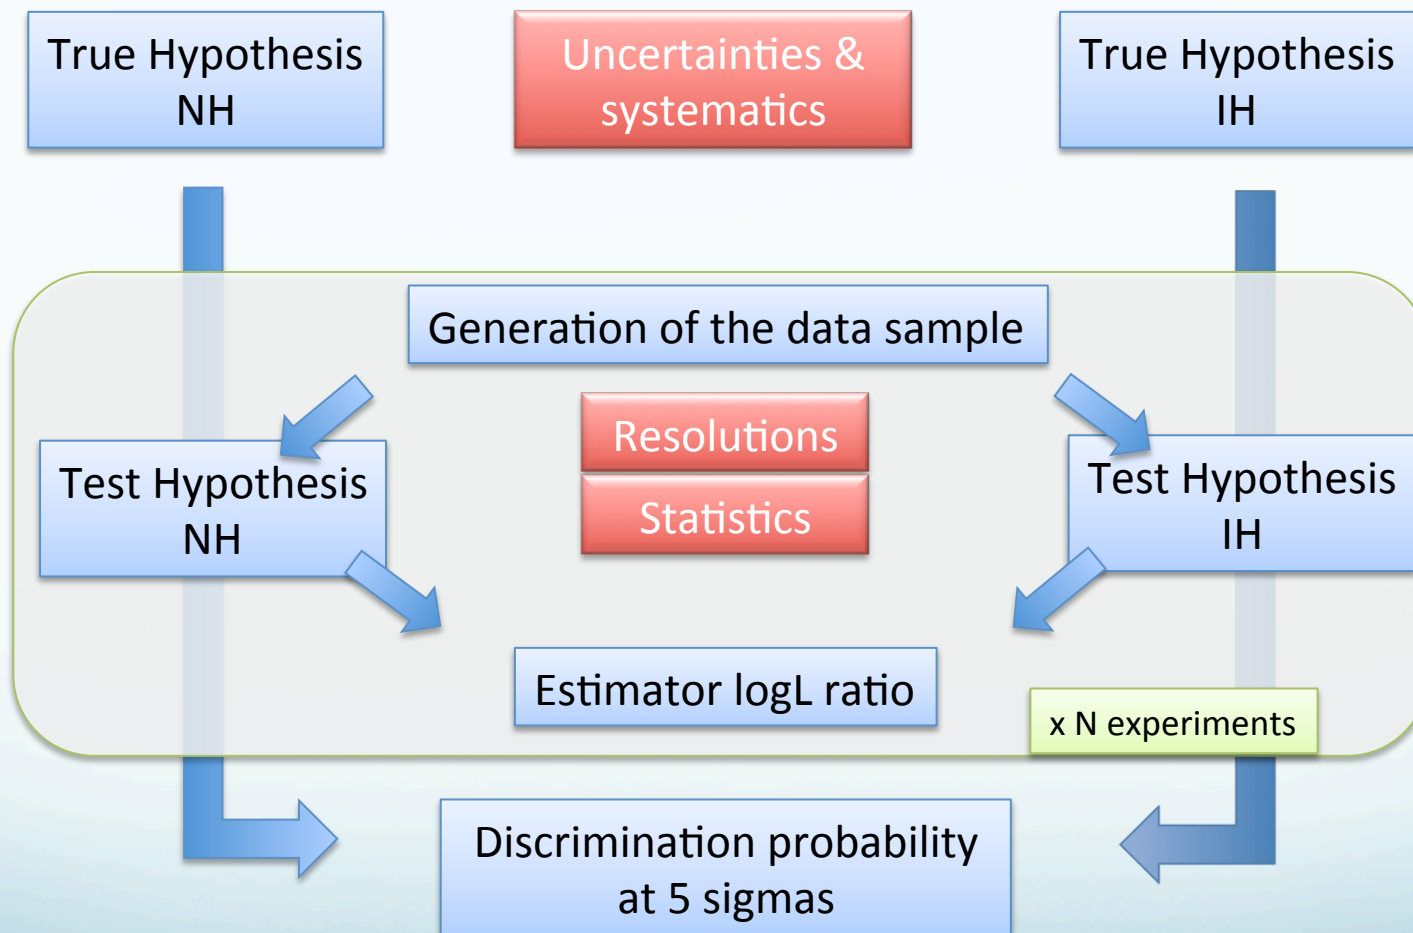 True Hypothesis
NH
Uncertainties &
systematics
True Hypothesis
IH
Generation of the data sample
Resolutions
Statistics
Test Hypothesis
NH
Test Hypothesis
IH
Estimator logL ratio
x N experiments
Discrimination probability
at 5 sigmas